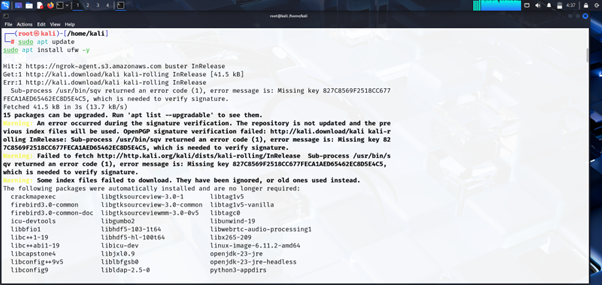 1 2 3 4
4:37
root@kali:/home/kali
File Actions Edit View Help
(root㉿kali)-[/home/kali]
# sudo apt update
sudo apt install ufw -y
Hit:2 https://ngrok-agent.s3.amazonaws.com buster InRelease
Get:1 http://kali.download/kali kali-rolling InRelease [41.5 kB]
Err:1 http://kali.download/kali kali-rolling InRelease
Sub-process /usr/bin/sqv returned an error code (1), error message is: Missing key 827C8569F2518CC677
FECA1AED65462EC8D5E4C5, which is needed to verify signature.
Fetched 41.5 kB in 3s (13.7 kB/s)
15 packages can be upgraded. Run 'apt list --upgradable' to see them.
Warning: An error occurred during the signature verification. The repository is not updated and the pre
vious index files will be used. OpenPGP signature verification failed: http://kali.download/kali kali-r
olling InRelease: Sub-process /usr/bin/sqv returned an error code (1), error message is: Missing key 82
7C8569F2518CC677FECA1AED65462EC8D5E4C5, which is needed to verify signature.
Warning: Failed to fetch http://http.kali.org/kali/dists/kali-rolling/InRelease Sub-process /usr/bin/s
qv returned an error code (1), error message is: Missing key 827C8569F2518CC677FECA1AED65462EC8D5E4C5,
which is needed to verify signature.
Warning: Some index files failed to download. They have been ignored, or old ones used instead.
The following packages were automatically installed and are no longer required:
crackmapexec libgtksourceview-3.0-1 libtag1v5
firebird3.0-common libgtksourceview-3.0-common libtag1v5-vanilla
firebird3.0-common-doc libgtksourceviewmm-3.0-0v5 libtagc0
icu-devtools libgumbo2 libunwind-19
libbfio1 libhdf5-103-1t64 libwebrtc-audio-processing1
libc++1-19 libhdf5-hl-100t64 libx265-209
libc++abi1-19 libicu-dev linux-image-6.11.2-amd64
libcapstone4 libjxl0.9 openjdk-23-jre
libconfig++9v5 liblbfgsb0 openjdk-23-jre-headless
libconfig9 libldap-2.5-0 python3-appdirs